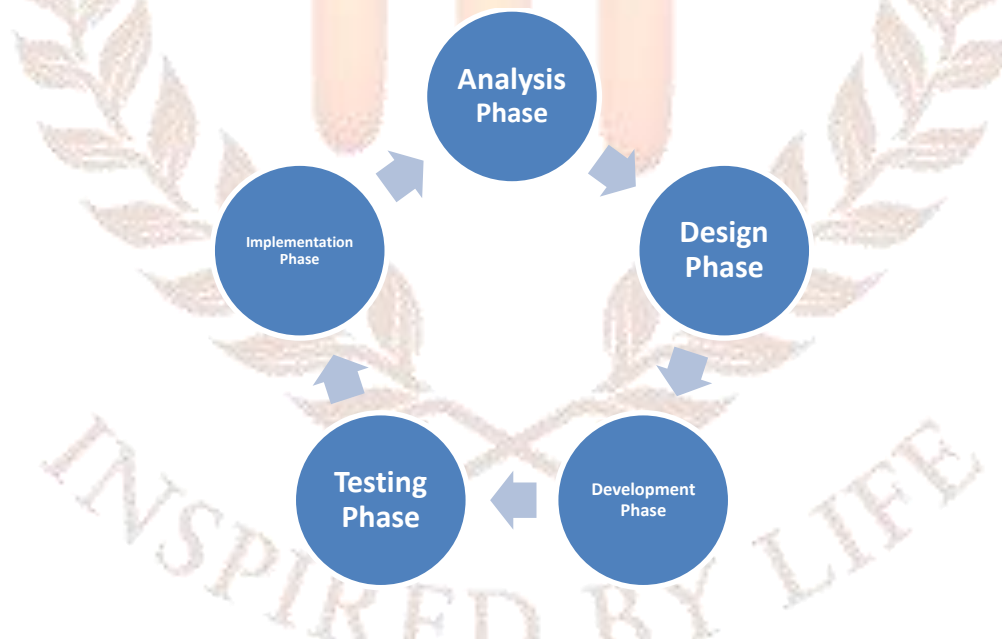 Analysis
Phase
Design
Phase
Development
Phase
Testing
Phase
Implementation
Phase
INSPIRED BY LIFE